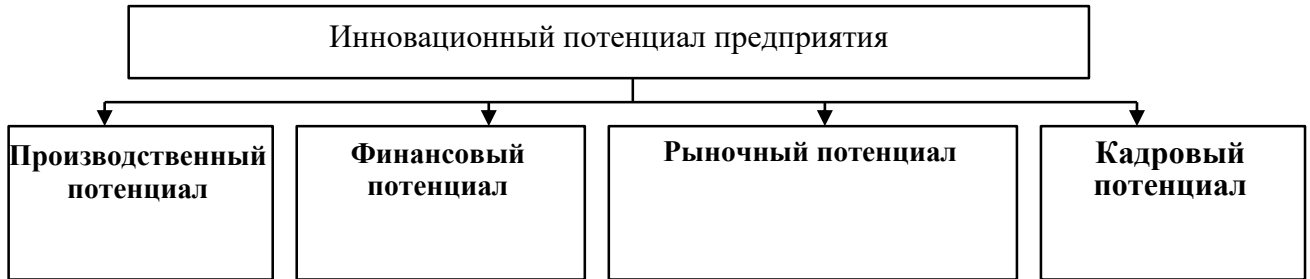 Инновационный потенциал предприятия
Производственный
потенциал
Финансовый
потенциал
Рыночный потенциал
Кадровый
потенциал